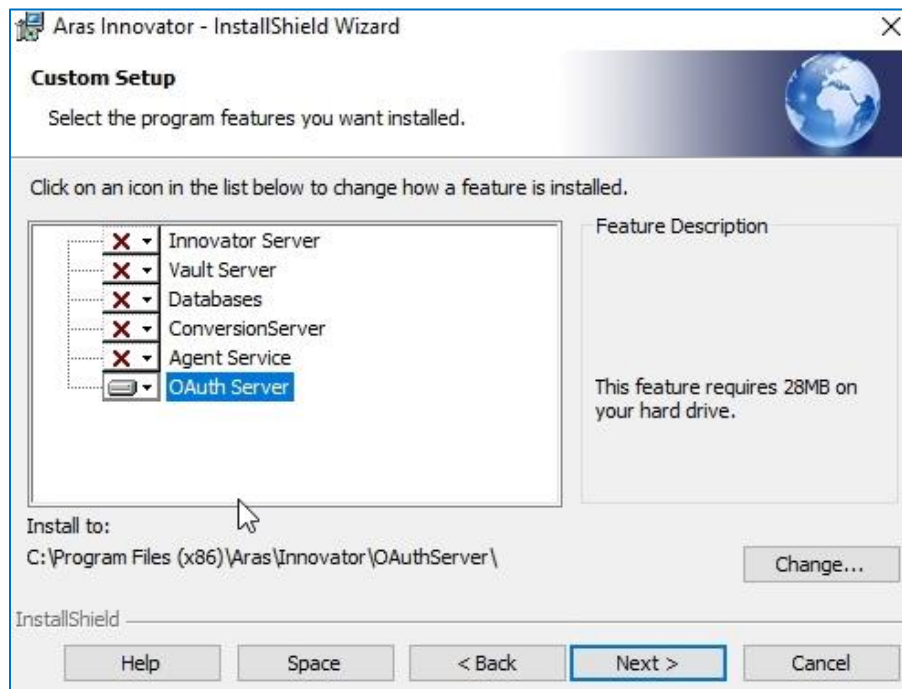 Aras Innovator - InstallShield Wizard
Custom Setup
Select the program features you want installed.
Click on an icon in the list below to change how a feature is installed.
Innovator Server
Vault Server
Databases
ConversionServer
Agent Service
OAuth Server
Feature Description
This feature requires 28MB on
your hard drive.
Install to:
C:\Program Files (x86)\Aras\Innovator\OAuthServer\
Change...
InstallShield
Help
Space
< Back
Next >
Cancel